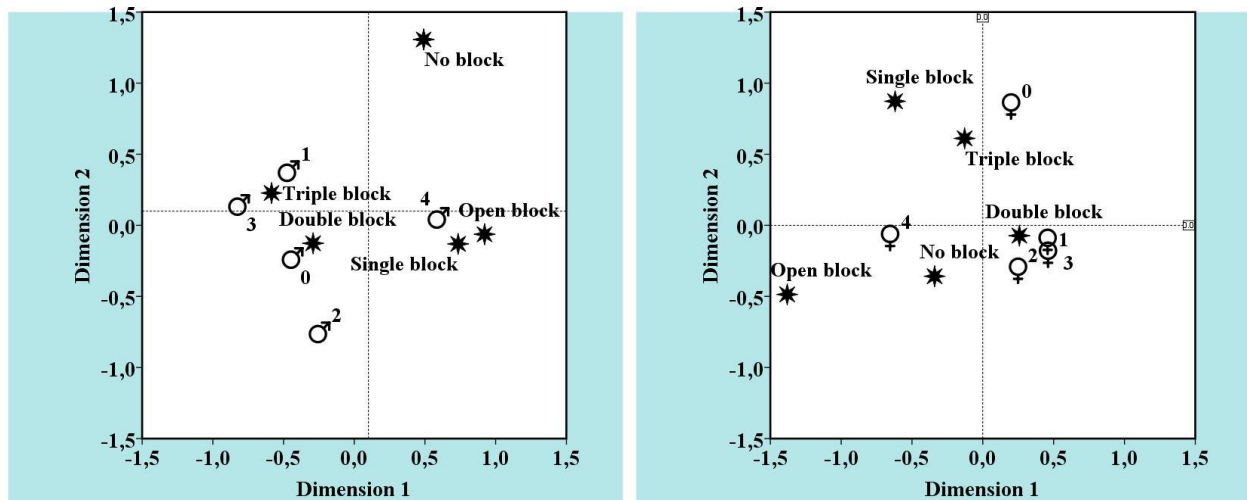 1,5
No block
1,0
0,5
1
Triple block
4
3
Double block
Open block
0,0
Single block
0
-0,5
2
-1,0
-1,5
-1,5 -1,0 -0,5 0,0 0,5 1,0 1,5
Dimension 1
Dimension 2
1,5
0.0
Single block
0
1,0
Triple block
0,5
Double block
4
1
0,0
0.0
No block
2
3
Open block
-0,5
-1,0
-1,5
-1,5 -1,0 -0,5 0,0 0,5 1,0 1,5
Dimension 1
Dimension 2